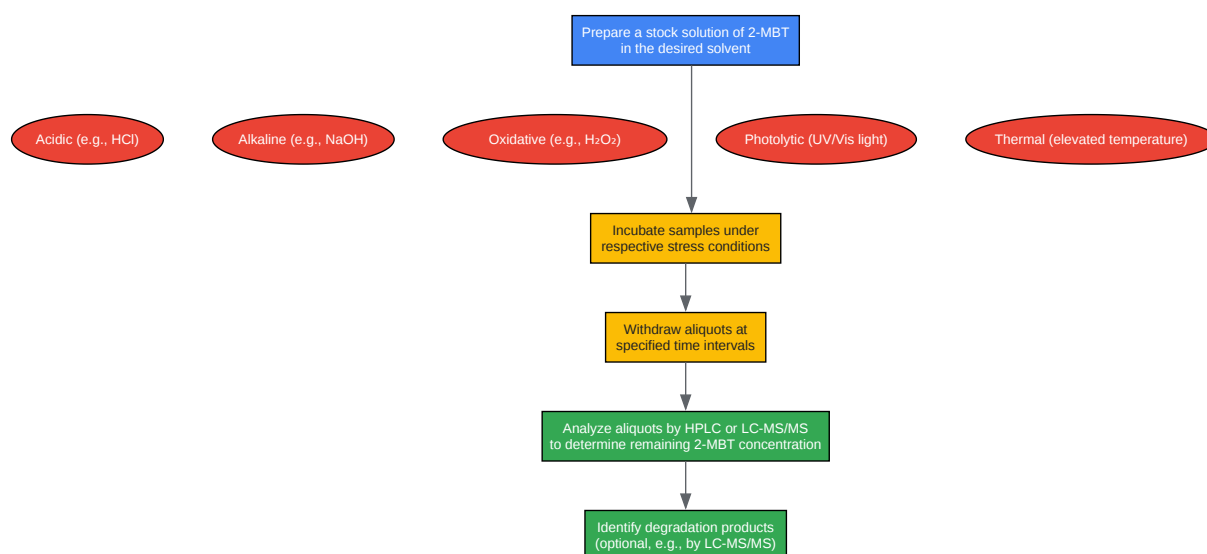 Prepare a stock solution of 2-MBT
in the desired solvent
Acidic (e.g., HCl)
Alkaline (e.g., NaOH)
Oxidative (e.g., H₂O₂)
Photolytic (UV/Vis light)
Thermal (elevated temperature)
Incubate samples under
respective stress conditions
Withdraw aliquots at
specified time intervals
Analyze aliquots by HPLC or LC-MS/MS
to determine remaining 2-MBT concentration
Identify degradation products
(optional, e.g., by LC-MS/MS)